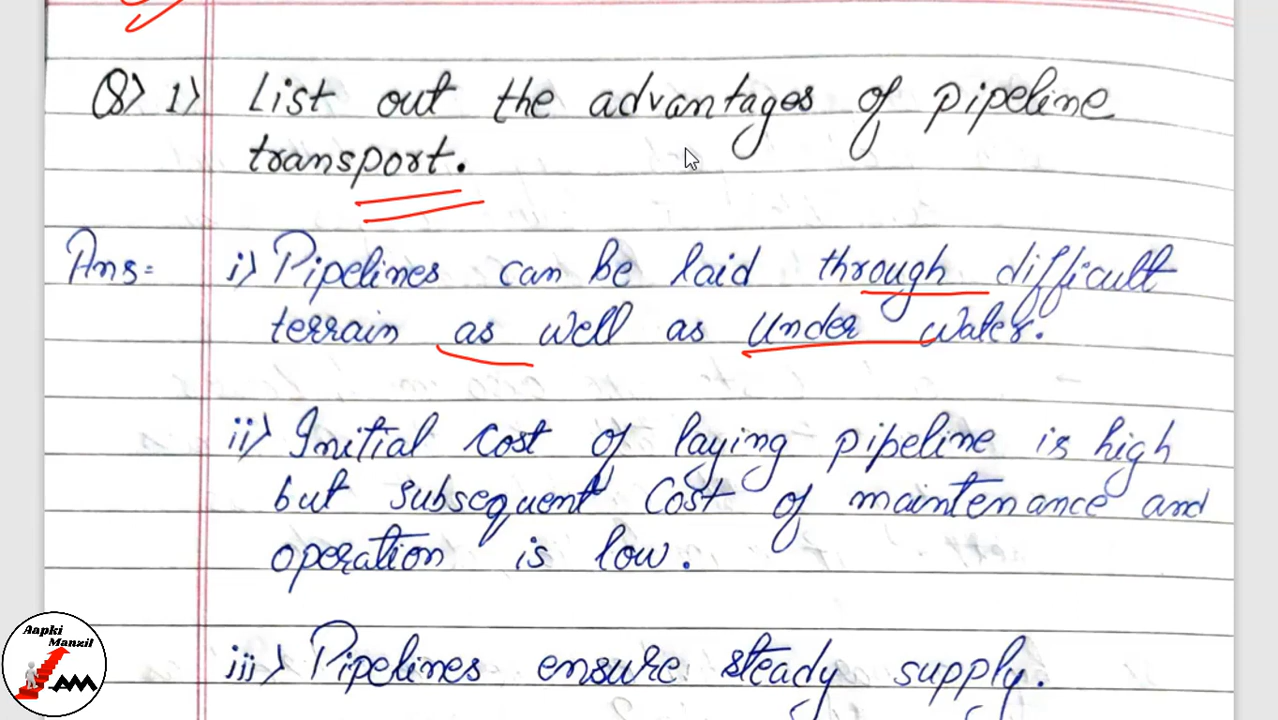 Q> 1> List out the advantages of pipeline
transport.
Ans= i> Pipelines can be laid through difficult
terrain as well as under water.
ii> Initial cost of laying pipeline is high
but subsequent cost of maintenance and
operation is low.
iii> Pipelines ensure steady supply.
Aapki
Manzil
AM